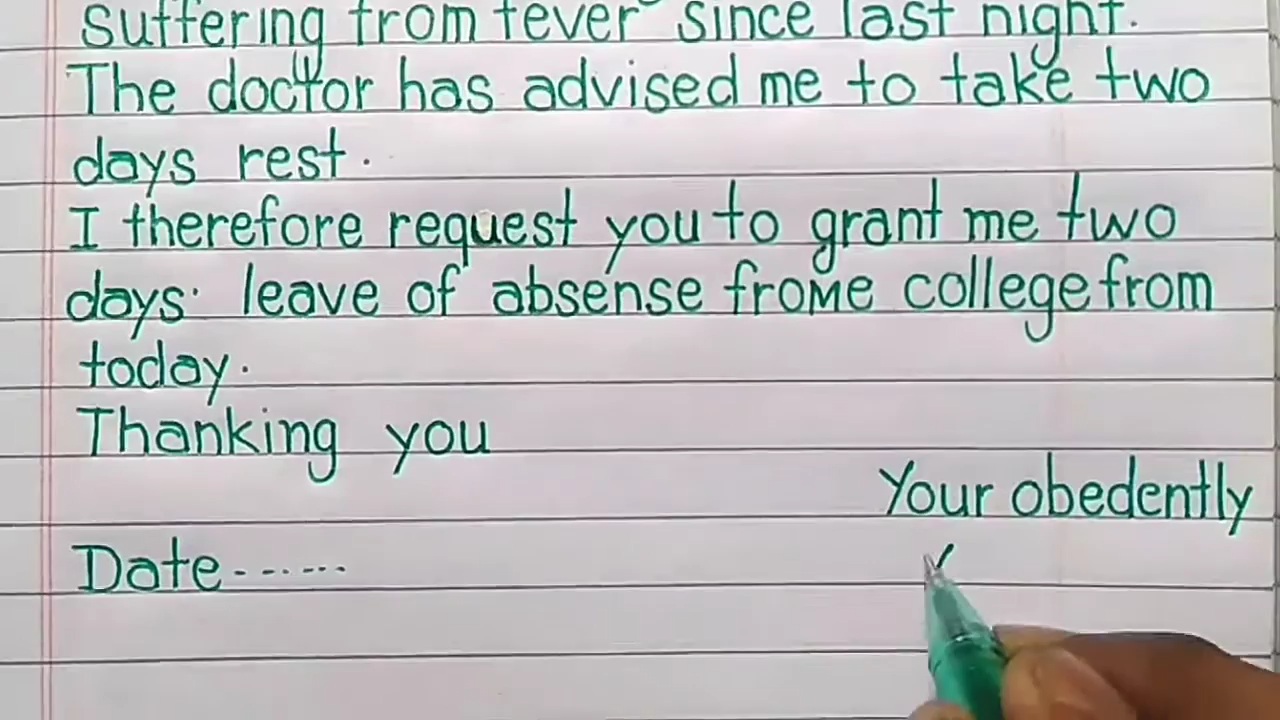 suffering from fever since last night.
The doctor has advised me to take two
days rest.
I therefore request you to grant me two
days. leave of absense frome college from
today.
Thanking you
Your obedently
Date......